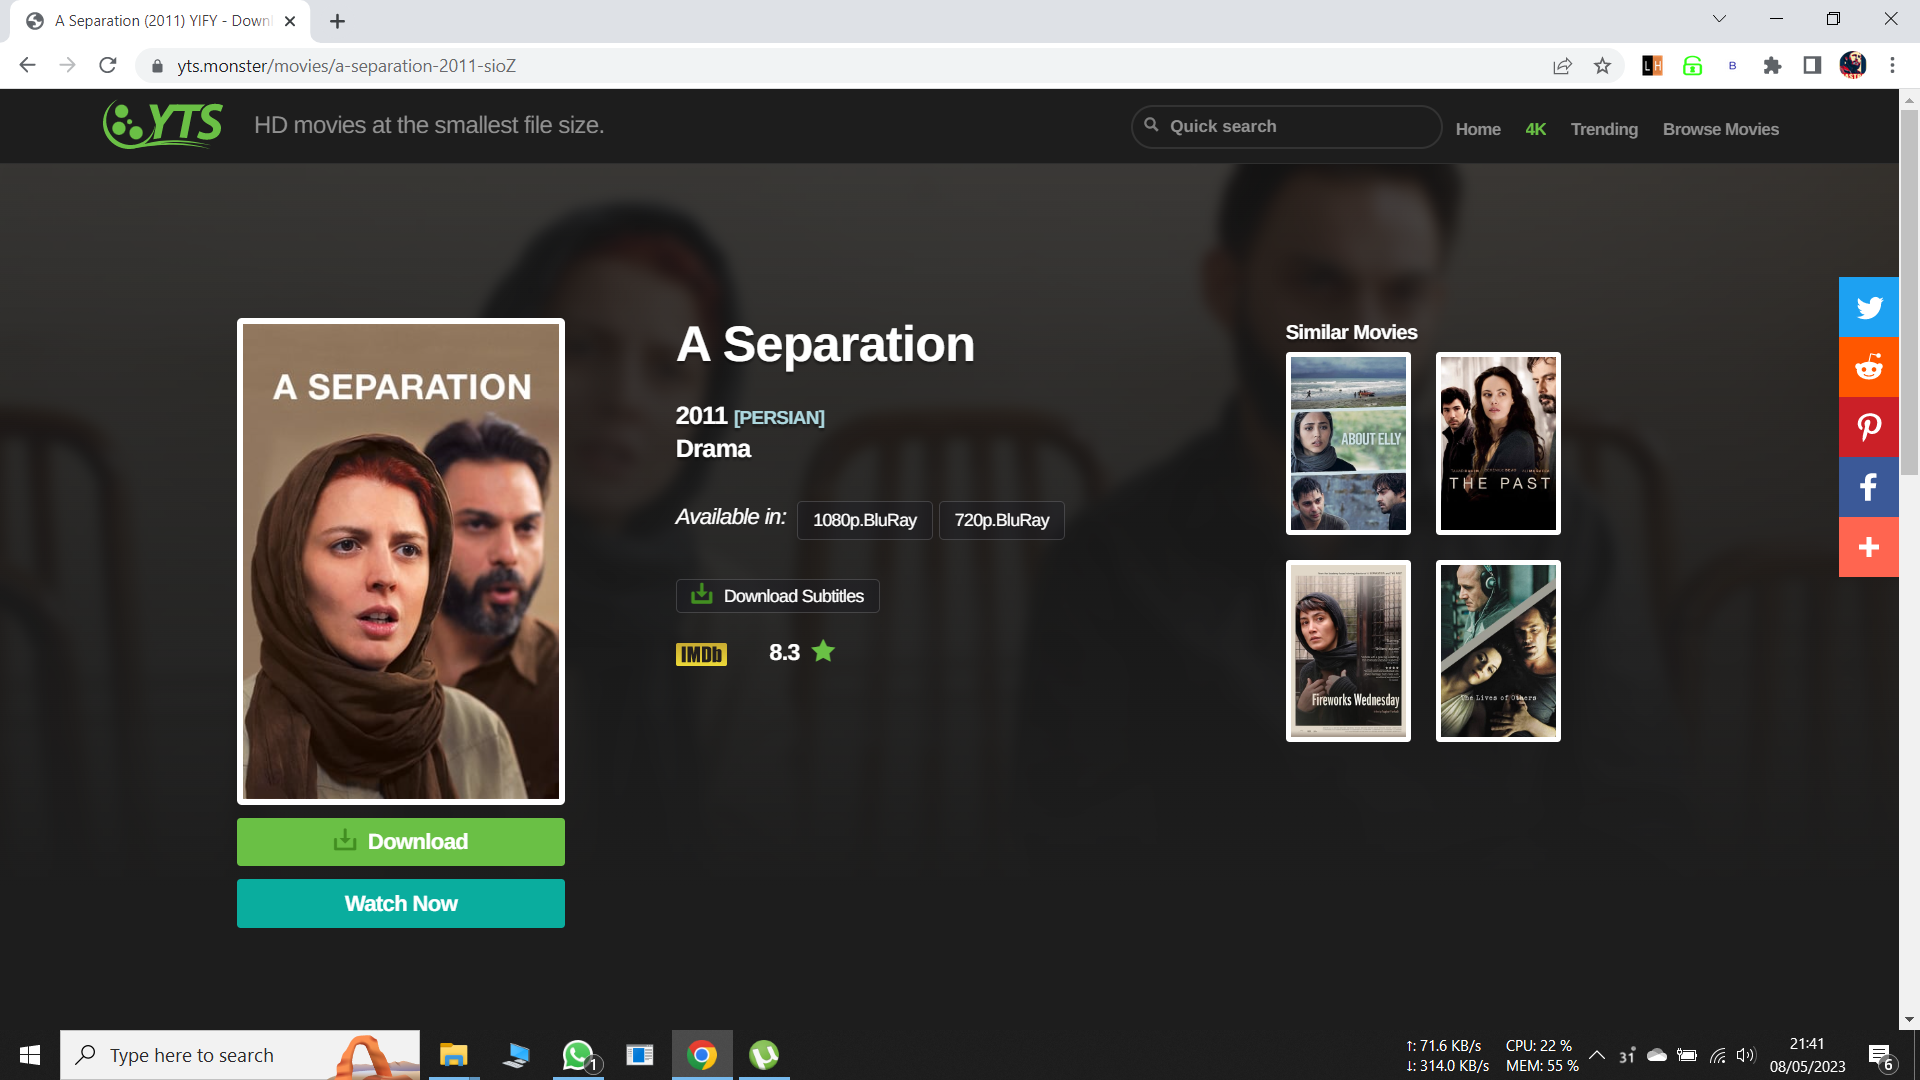 A Separation (2011) YIFY - Down
yts.monster/movies/a-separation-2011-sioZ
LH
B
YTS
HD movies at the smallest file size.
Quick search
Home
4K
Trending
Browse Movies
A SEPARATION
A Separation
2011 [PERSIAN]
Drama
Available in:
1080p.BluRay
720p.BluRay
Download Subtitles
IMDb
8.3
Similar Movies
ABOUT ELLY
THE PAST
Fireworks Wednesday
The Lives of Others
Download
Watch Now
Type here to search
1
↑: 71.6 KB/s
↓: 314.0 KB/s
CPU: 22 %
MEM: 55 %
31
21:41
08/05/2023
6